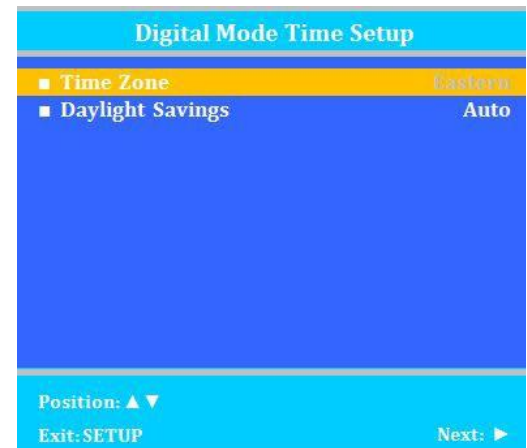 Digital Mode Time Setup
■ Time Zone Eastern
■ Daylight Savings Auto
Position: ▲ ▼
Exit: SETUP Next: ►